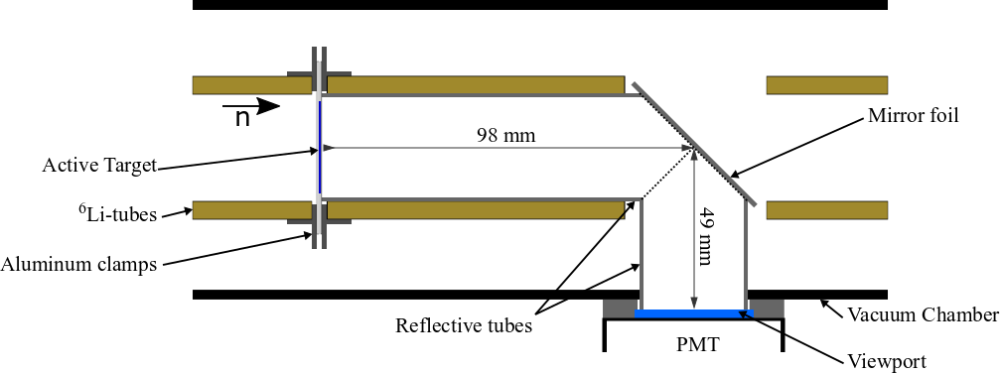 n
98 mm
Mirror foil
Active Target
⁶Li-tubes
49 mm
Aluminum clamps
Reflective tubes
Vacuum Chamber
PMT
Viewport